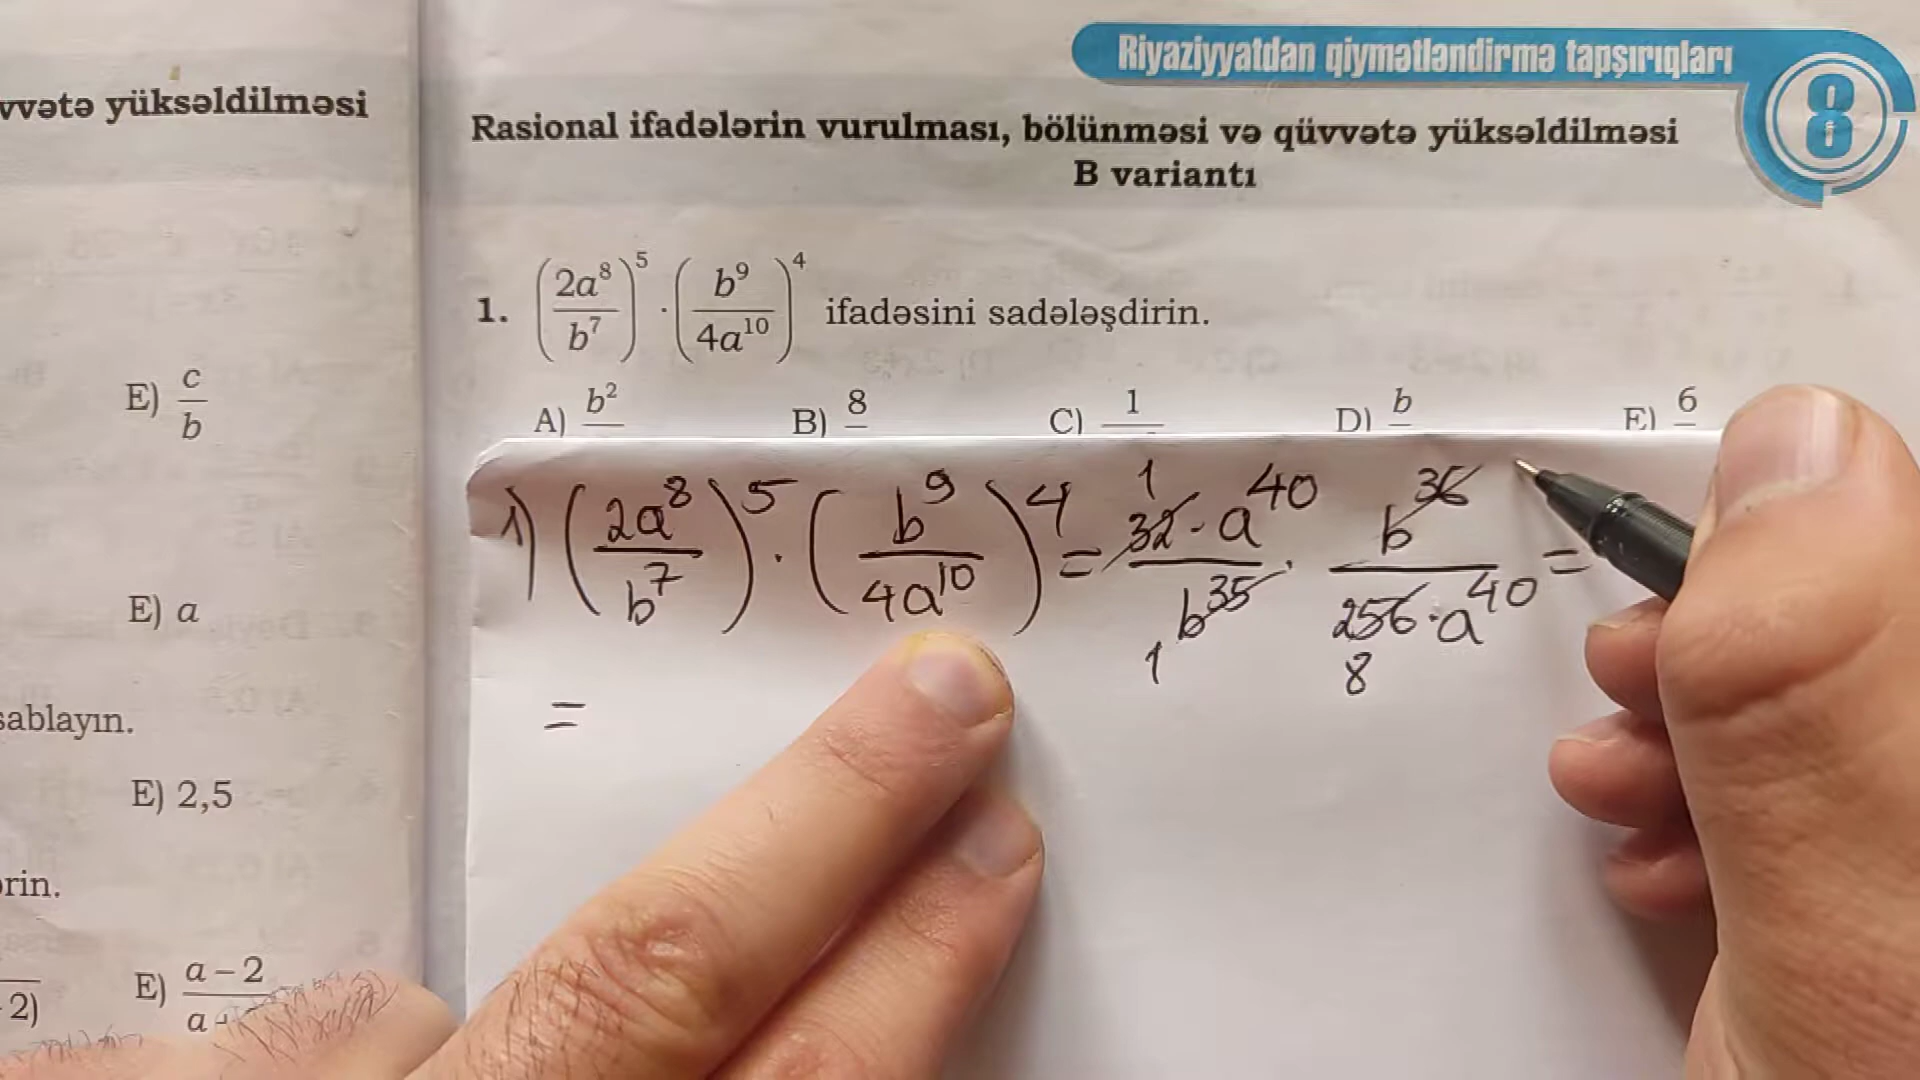 Riyaziyyatdan qiymətləndirmə tapşırıqları
8
vvətə yüksəldilməsi
E) c/b
E) a
sablayın.
E) 2,5
ərin.
2)
E) a – 2 / a
Rasional ifadələrin vurulması, bölünməsi və qüvvətə yüksəldilməsi
B variantı
1. (2a⁸/b⁷)⁵ · (b⁹/4a¹⁰)⁴ ifadəsini sadələşdirin.
A) b² B) 8 C) 1 D) b E) 6
1) (2a⁸/b⁷)⁵ · (b⁹/4a¹⁰)⁴ = 32 · a⁴⁰/b³⁵ · b³⁶/256 · a⁴⁰ =
1
1
8
=